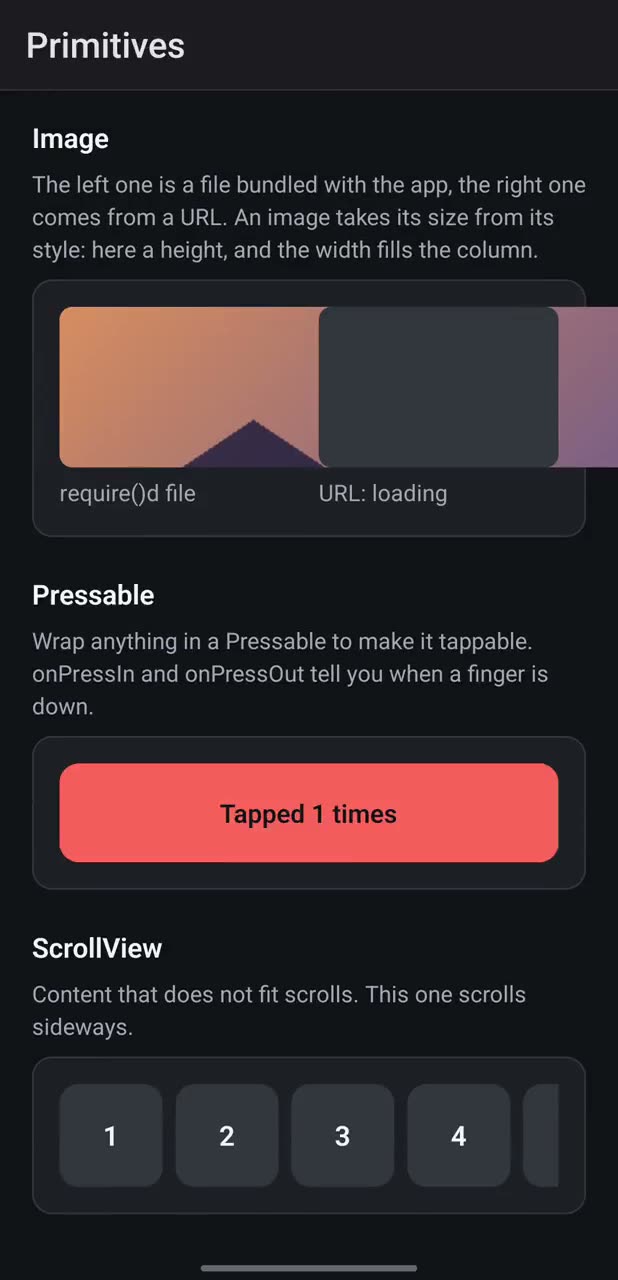 Primitives
Image
The left one is a file bundled with the app, the right one
comes from a URL. An image takes its size from its
style: here a height, and the width fills the column.
require()d file
URL: loading
Pressable
Wrap anything in a Pressable to make it tappable.
onPressIn and onPressOut tell you when a finger is
down.
Tapped 1 times
ScrollView
Content that does not fit scrolls. This one scrolls
sideways.
1 2 3 4